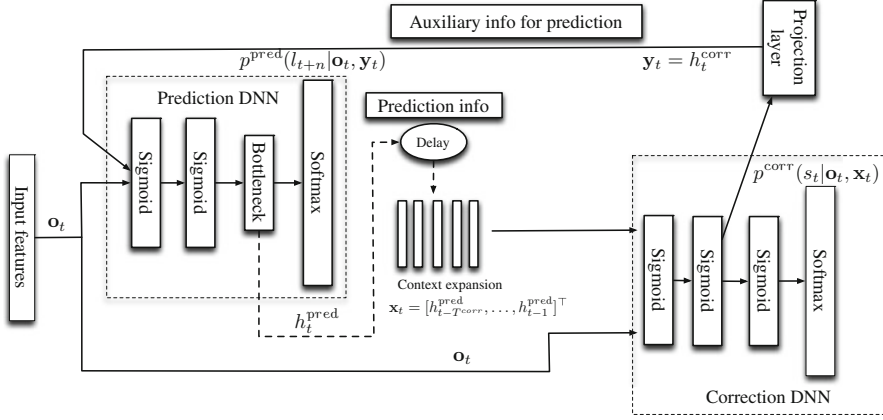 Auxiliary info for prediction
Projection layer
p^pred(l_{t+n}|o_t, y_t)
y_t = h_t^corr
Prediction DNN
Prediction info
Delay
Input features
o_t
Sigmoid
Sigmoid
Bottleneck
Softmax
h_t^pred
Context expansion
x_t = [h_{t-T^corr}^pred, . . . , h_{t-1}^pred]^⊤
o_t
p^corr(s_t|o_t, x_t)
Sigmoid
Sigmoid
Sigmoid
Softmax
Correction DNN